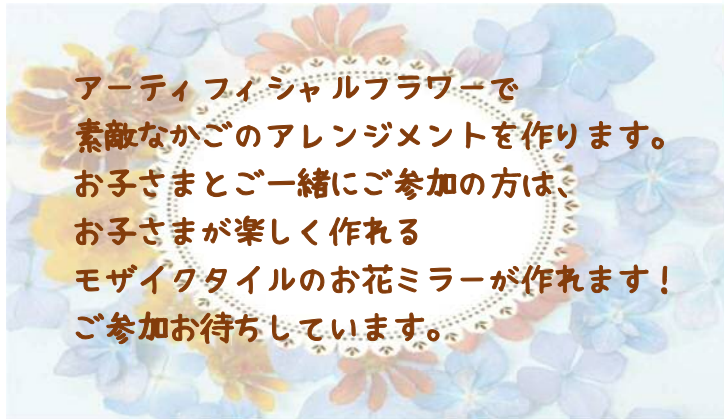 アーティフィシャルフラワーで
素敵なかごのアレンジメントを作ります。
お子さまとご一緒にご参加の方は、
お子さまが楽しく作れる
モザイクタイルのお花ミラーが作れます！
ご参加お待ちしています。